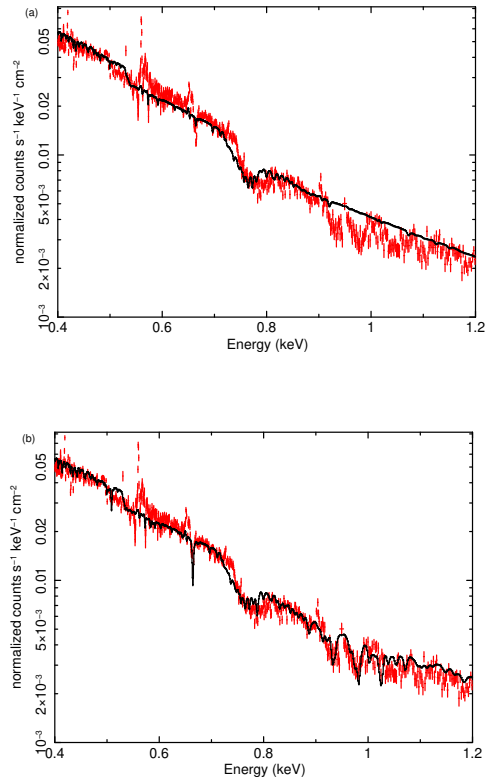 (a)
normalized counts s⁻¹ keV⁻¹ cm⁻²
0.05
0.02
0.01
5×10⁻³
2×10⁻³
10⁻³
0.4 0.6 0.8 1 1.2
Energy (keV)
(b)
normalized counts s⁻¹ keV⁻¹ cm⁻²
0.05
0.02
0.01
5×10⁻³
2×10⁻³
10⁻³
0.4 0.6 0.8 1 1.2
Energy (keV)